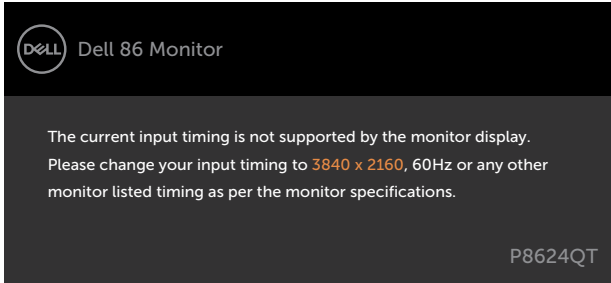 DELL Dell 86 Monitor
The current input timing is not supported by the monitor display.
Please change your input timing to 3840 x 2160, 60Hz or any other
monitor listed timing as per the monitor specifications.
P8624QT